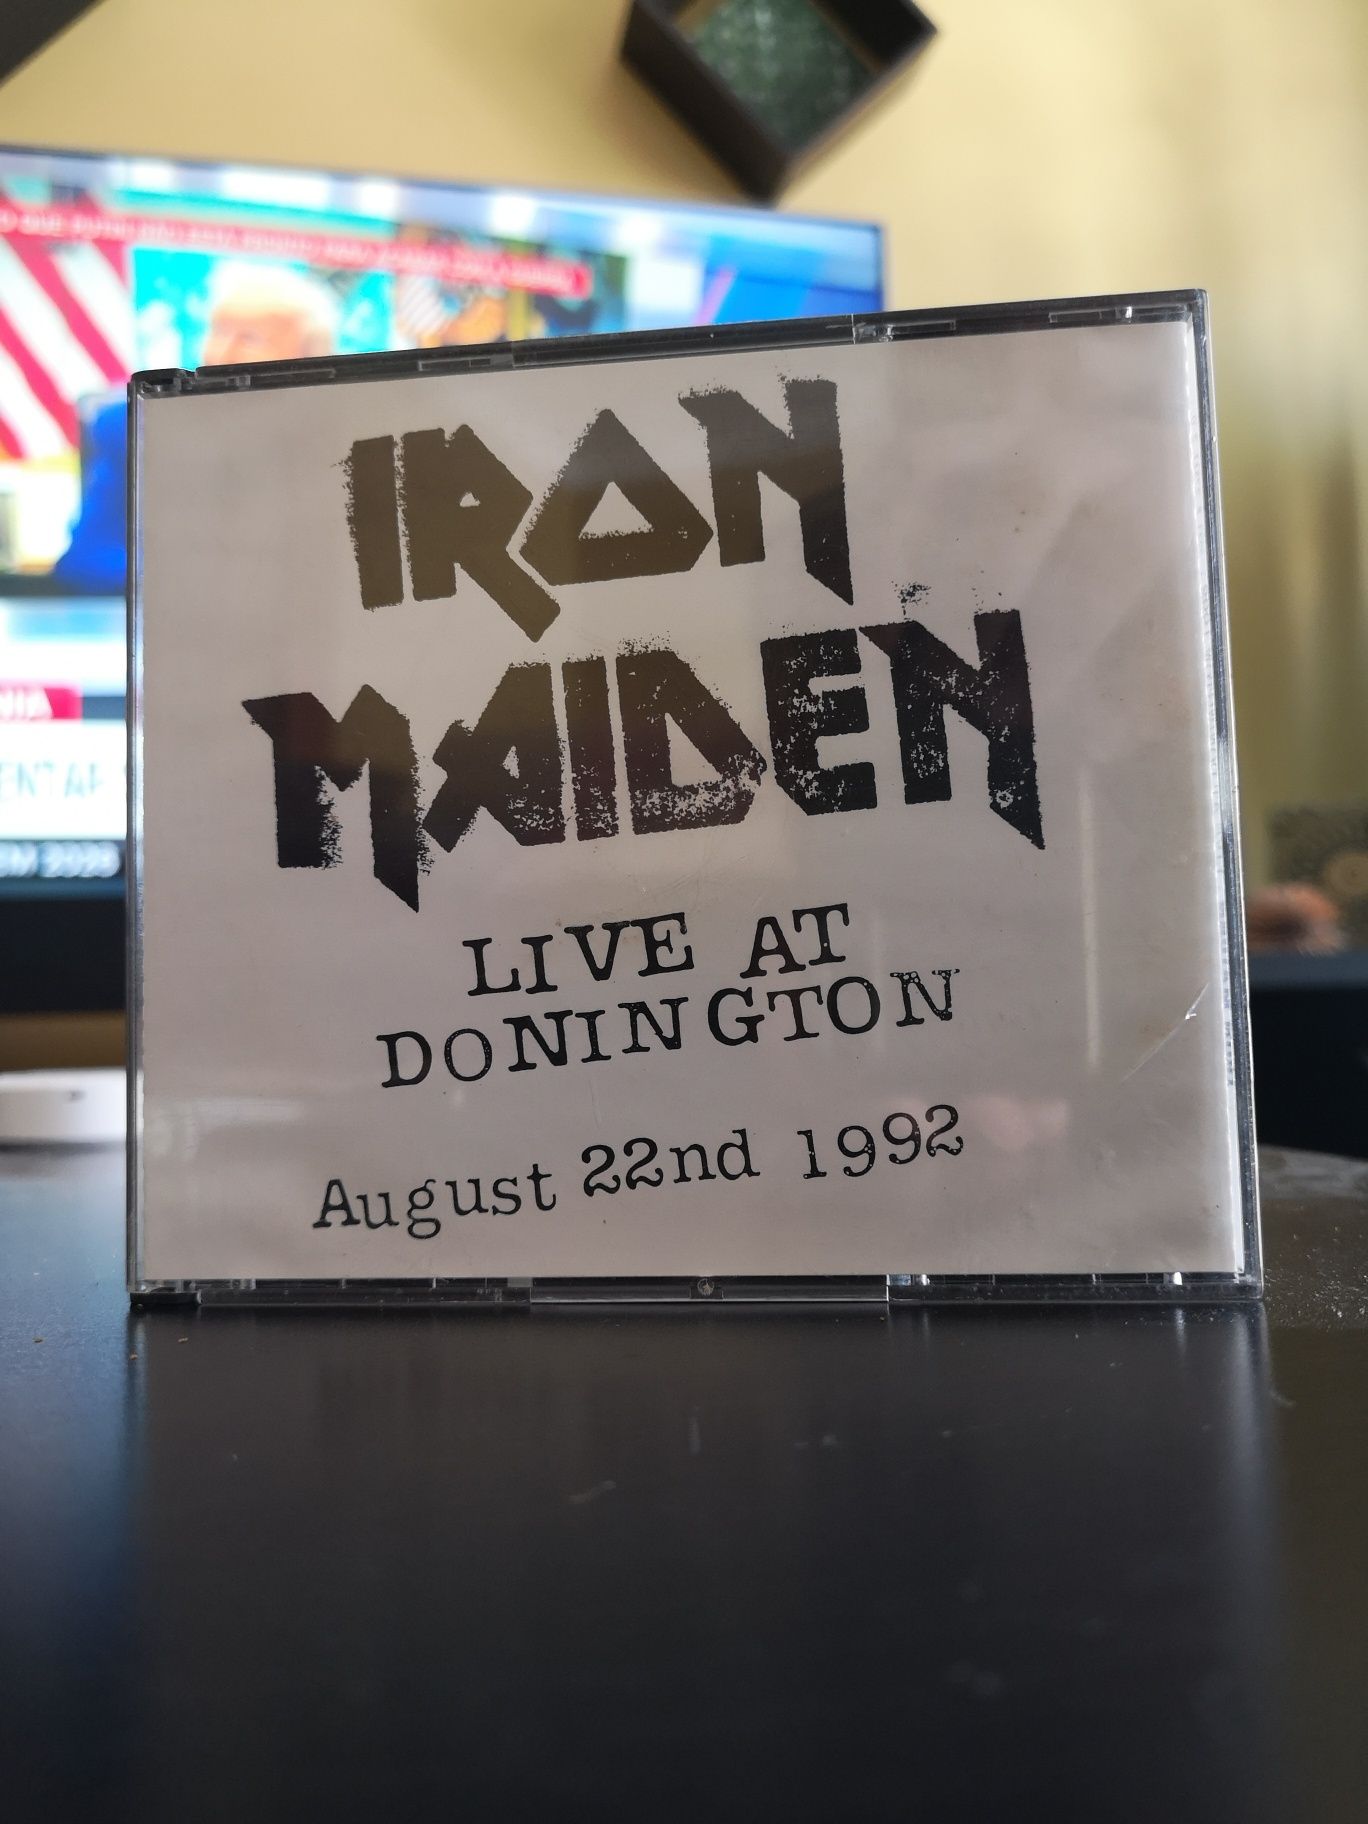 IRON
MAIDEN
LIVE AT
DONINGTON
August 22nd 1992